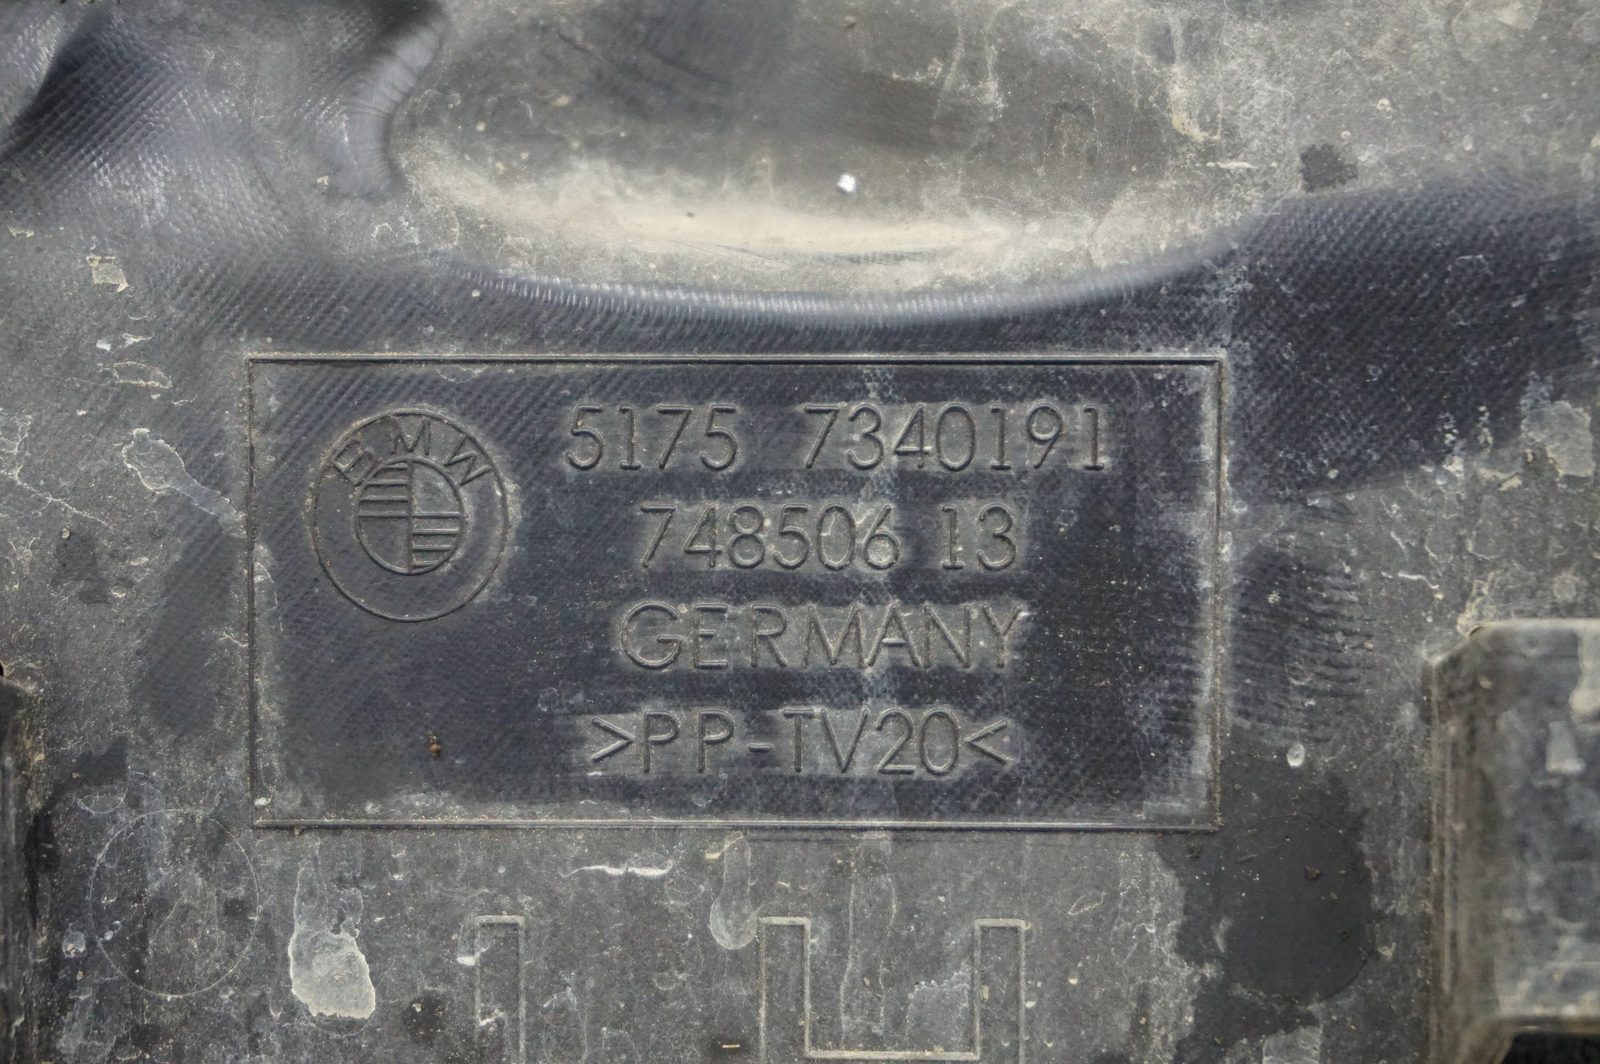 BMW
5175 7340191
748506 13
GERMANY
>PP-TV20<